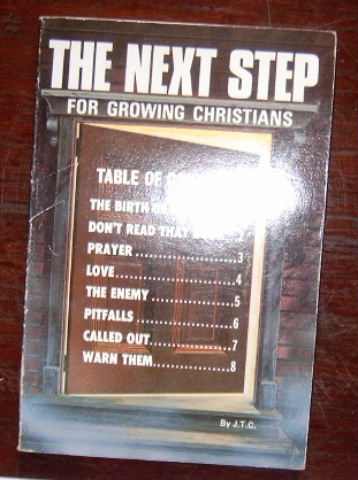 THE NEXT STEP
FOR GROWING CHRISTIANS
TABLE OF
THE BIRTH
DON'T READ THAT
PRAYER..................3
LOVE.....................4
THE ENEMY...............5
PITFALLS.................6
CALLED OUT...............7
WARN THEM...............8
By J.T.C.